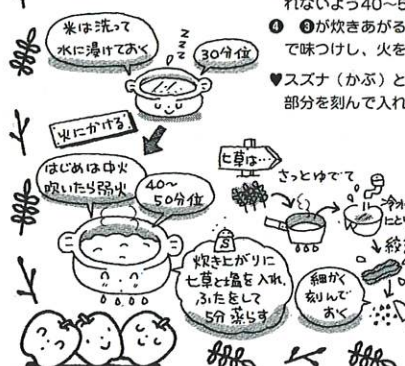 れないよう40〜5
❹ ❸が炊きあがる
で味つけし、火を
♥スズナ（かぶ）と
部分を刻んで入れ
米は洗って
水に浸けておく
z z z
30分位
火にかける
はじめは中火
吹いたら弱火
40〜
50分位
七草は…
さっとゆでて
冷水
にとり
絞
S
炊き上がりに
七草と塩を入れ、
ふたをして
5分蒸らす
細かく
刻んで
おく